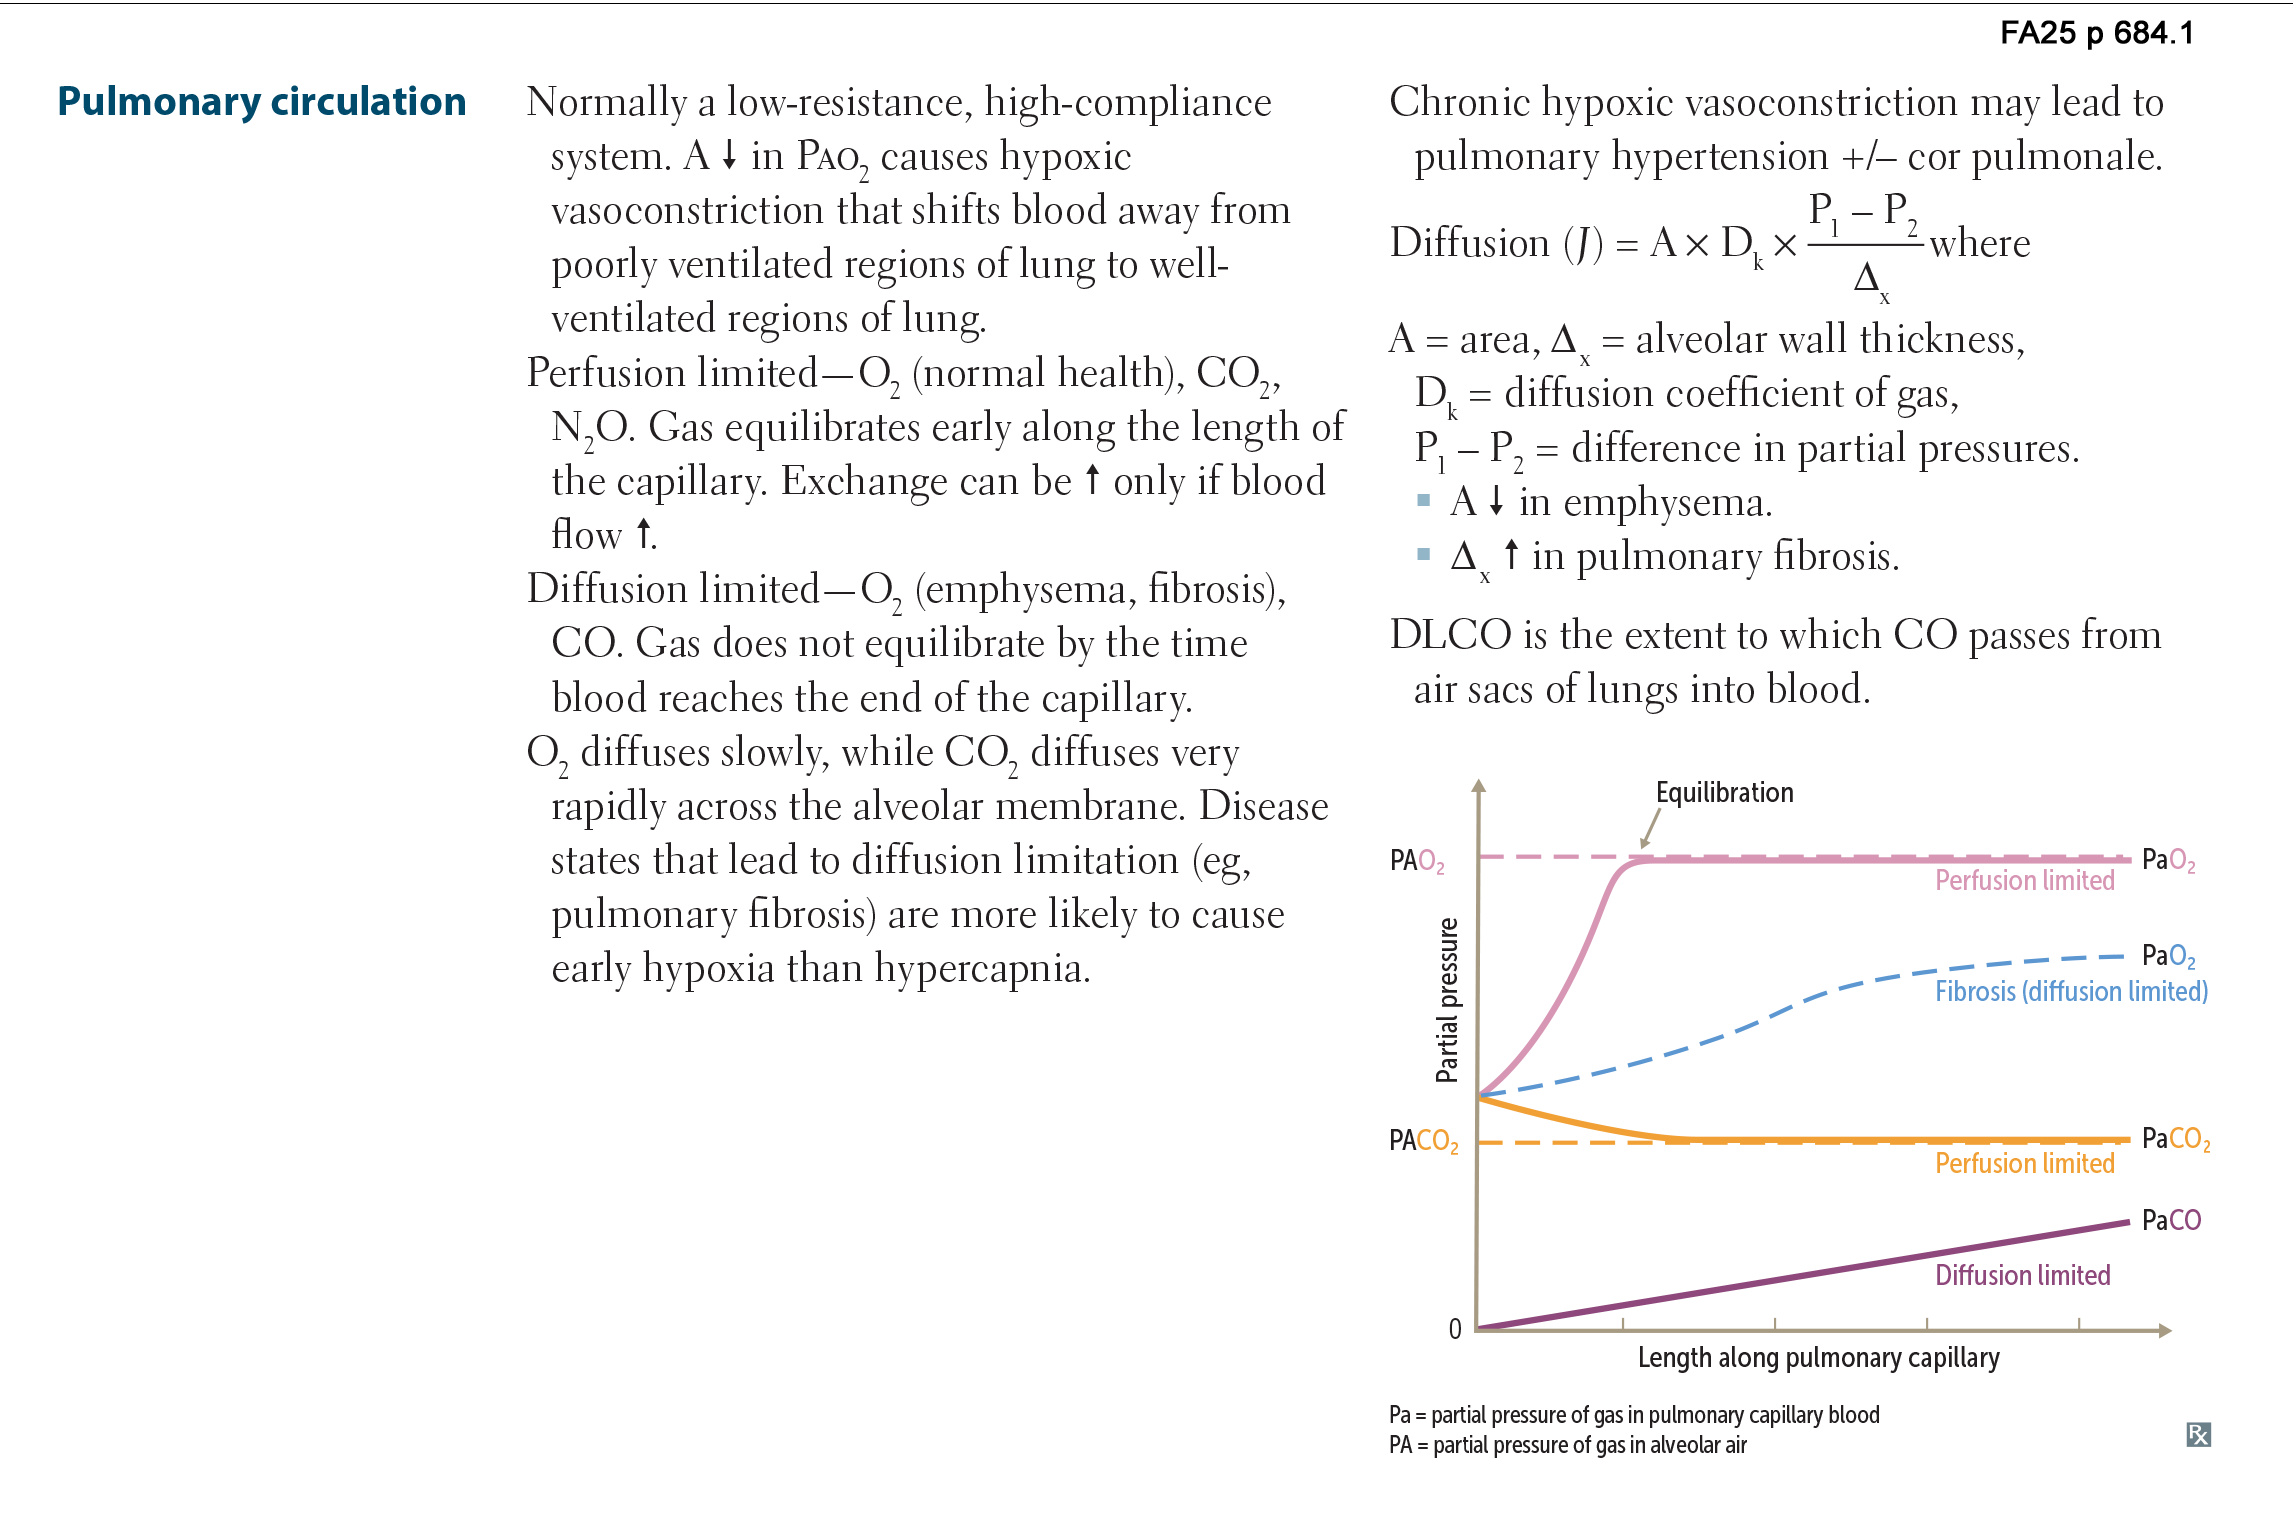 FA25 p 684.1
Pulmonary circulation
Normally a low-resistance, high-compliance
system. A ↓ in PAO₂ causes hypoxic
vasoconstriction that shifts blood away from
poorly ventilated regions of lung to well-
ventilated regions of lung.
Perfusion limited—O₂ (normal health), CO₂,
N₂O. Gas equilibrates early along the length of
the capillary. Exchange can be ↑ only if blood
flow ↑.
Diffusion limited—O₂ (emphysema, fibrosis),
CO. Gas does not equilibrate by the time
blood reaches the end of the capillary.
O₂ diffuses slowly, while CO₂ diffuses very
rapidly across the alveolar membrane. Disease
states that lead to diffusion limitation (eg,
pulmonary fibrosis) are more likely to cause
early hypoxia than hypercapnia.
Chronic hypoxic vasoconstriction may lead to
pulmonary hypertension +/– cor pulmonale.
Diffusion (J) = A × Dₖ × (P₁ – P₂)/Δₓ where
A = area, Δₓ = alveolar wall thickness,
Dₖ = diffusion coefficient of gas,
P₁ – P₂ = difference in partial pressures.
▪ A ↓ in emphysema.
▪ Δₓ ↑ in pulmonary fibrosis.
DLCO is the extent to which CO passes from
air sacs of lungs into blood.
Equilibration
PAO₂
PaO₂
Perfusion limited
Partial pressure
PaO₂
Fibrosis (diffusion limited)
PACO₂
PaCO₂
Perfusion limited
PaCO
Diffusion limited
0
Length along pulmonary capillary
Pa = partial pressure of gas in pulmonary capillary blood
PA = partial pressure of gas in alveolar air
Rx